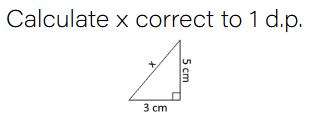 Calculate x correct to 1 d.p.
x
5 cm
3 cm